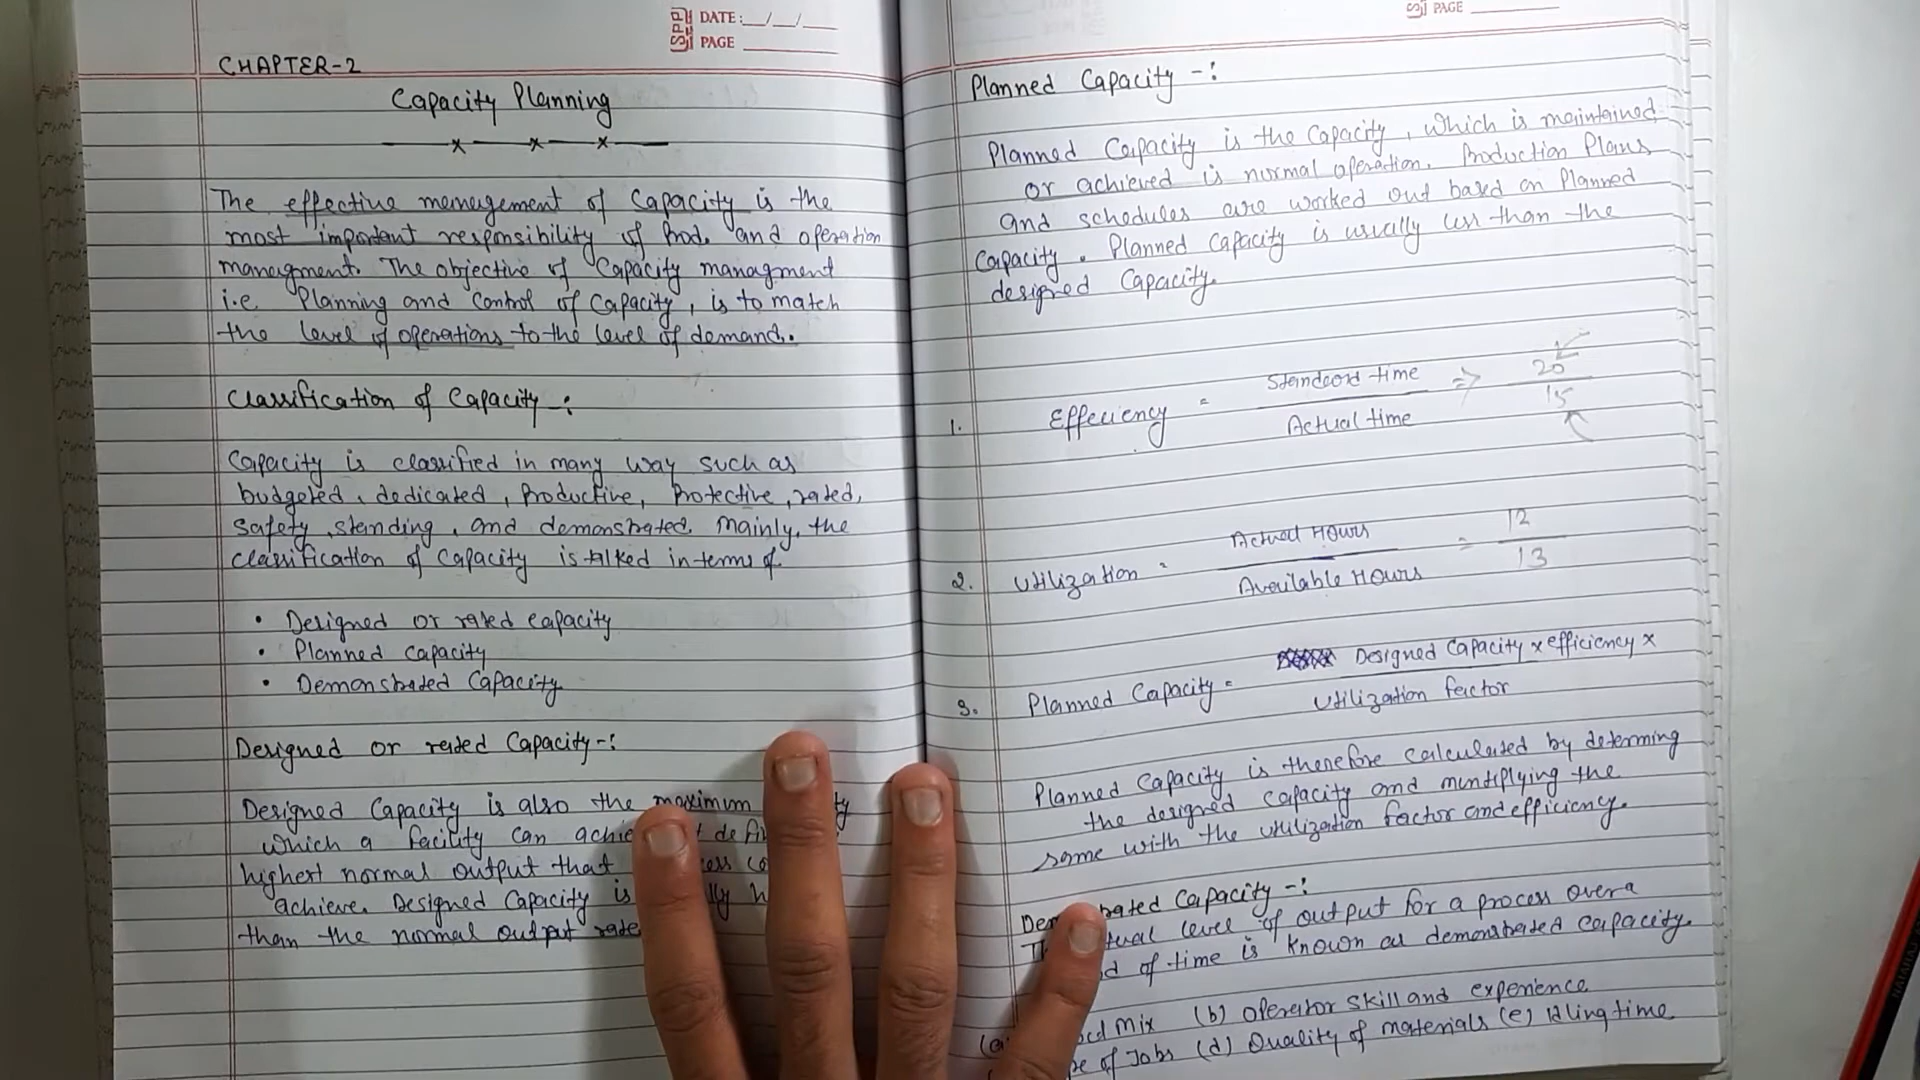 DATE: __/__/__
PAGE
CHAPTER-2
Capacity Planning
The effective menegement of Capacity is the
most important responsibility of Prod. and operation
managment. The objective of Capacity managment
i.e Planning and Control of Capacity, is to match
the level of operations to the level of demand.
Classification of Capacity-:
Capacity is classified in many way such as
budgeted, dedicated, Productive, Protective, rated,
Safety, standing, and demonstrated. Mainly, the
classification of Capacity is talked in terms of
• Designed or rated capacity
• Planned Capacity
• Demonstrated Capacity
Designed or rated Capacity-:
Designed Capacity is also the maximum
which a facility can
highest normal output that
achieve. Designed Capacity is
than the normal output rate
PAGE
Planned Capacity-:
Planned Capacity is the Capacity, which is maintained
or achieved is normal operation. Production Plans
and schedules are worked out based on Planned
Capacity. Planned Capacity is usually less than the
designed Capacity.
1. Effeciency = Standard time / Actual time => 20 / 15
2. Utilization = Actual Hours / Available Hours = 12 / 13
3. Planned Capacity = Designed Capacity x efficiency x
Utilization factor
Planned Capacity is therefore calculated by determing
the designed capacity and mentiplying the
same with the utilization factor and efficiency.
Capacity-:
level of output for a process over a
of time is known as demonstrated capacity.
Mix (b) operator skill and experience
of Jobs (d) Quality of materials (e) Idling time